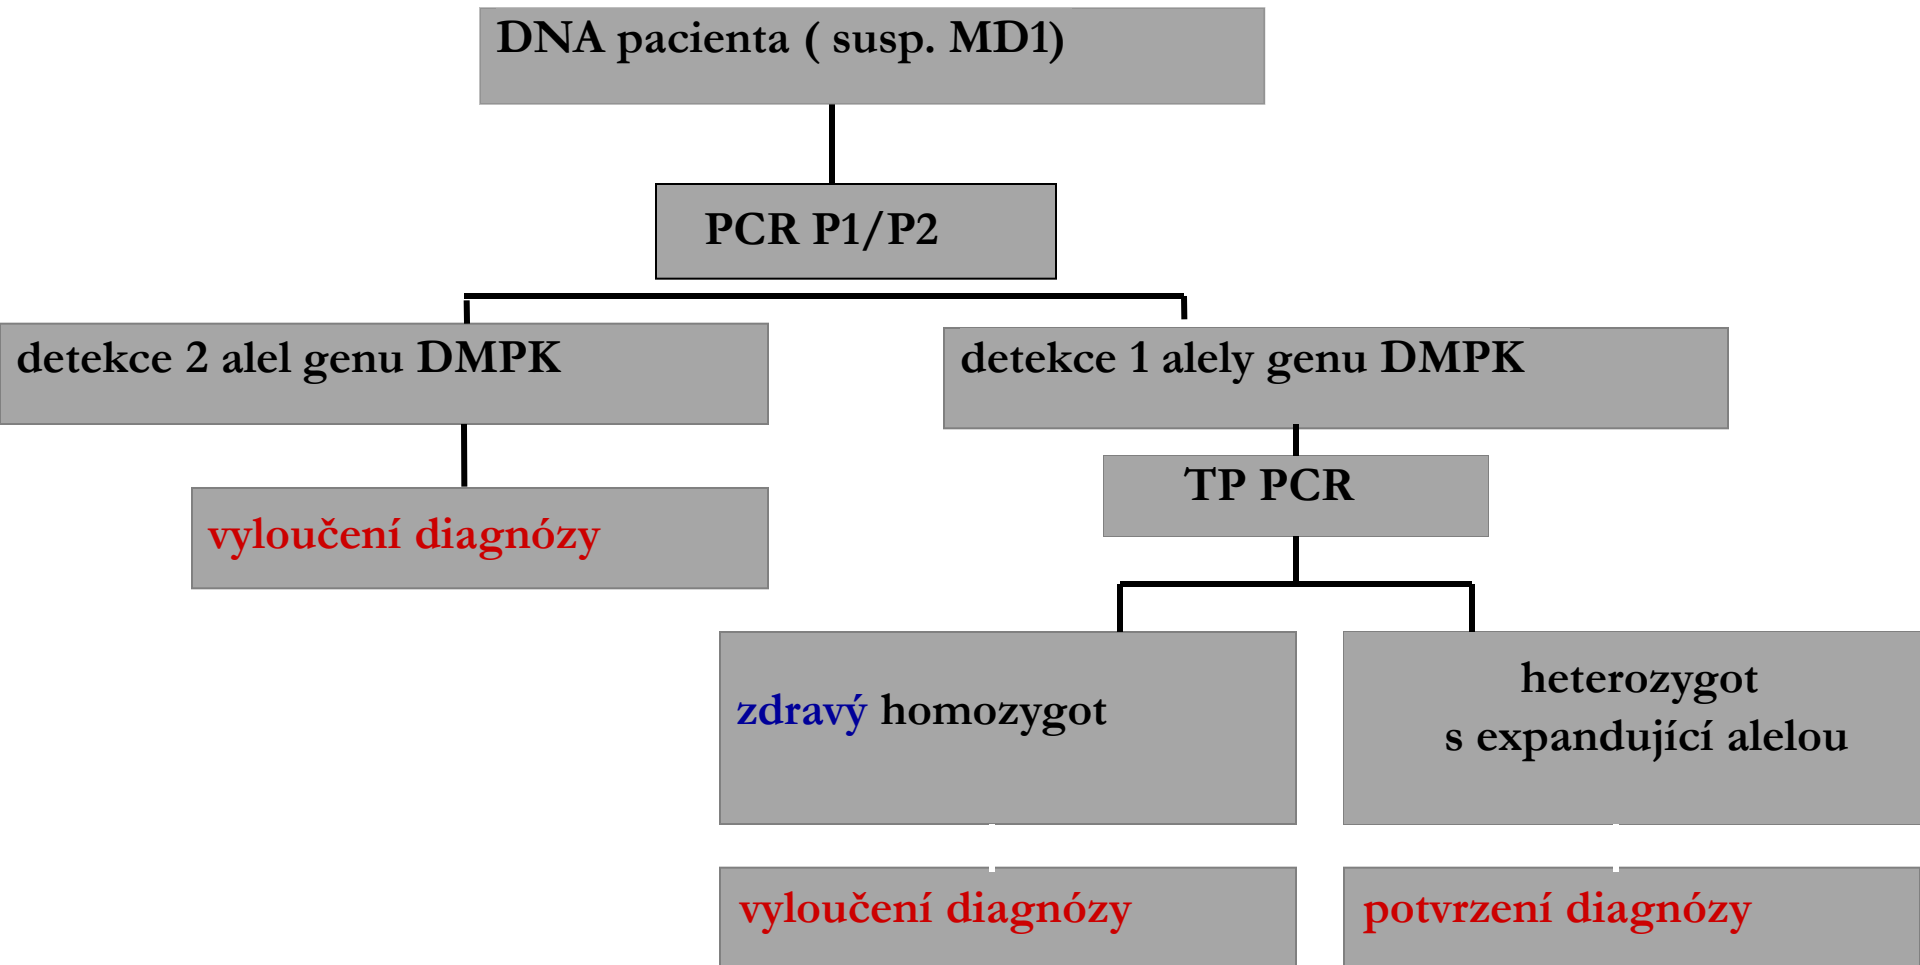 DNA pacienta ( susp. MD1)
PCR P1/P2
detekce 2 alel genu DMPK
detekce 1 alely genu DMPK
TP PCR
vyloučení diagnózy
zdravý homozygot
heterozygot
s expandující alelou
vyloučení diagnózy
potvrzení diagnózy